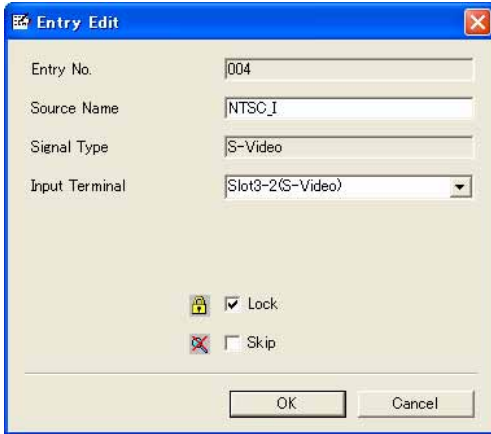 Entry Edit
Entry No. 004
Source Name NTSC_I
Signal Type S-Video
Input Terminal Slot3-2(S-Video)
Lock
Skip
OK Cancel